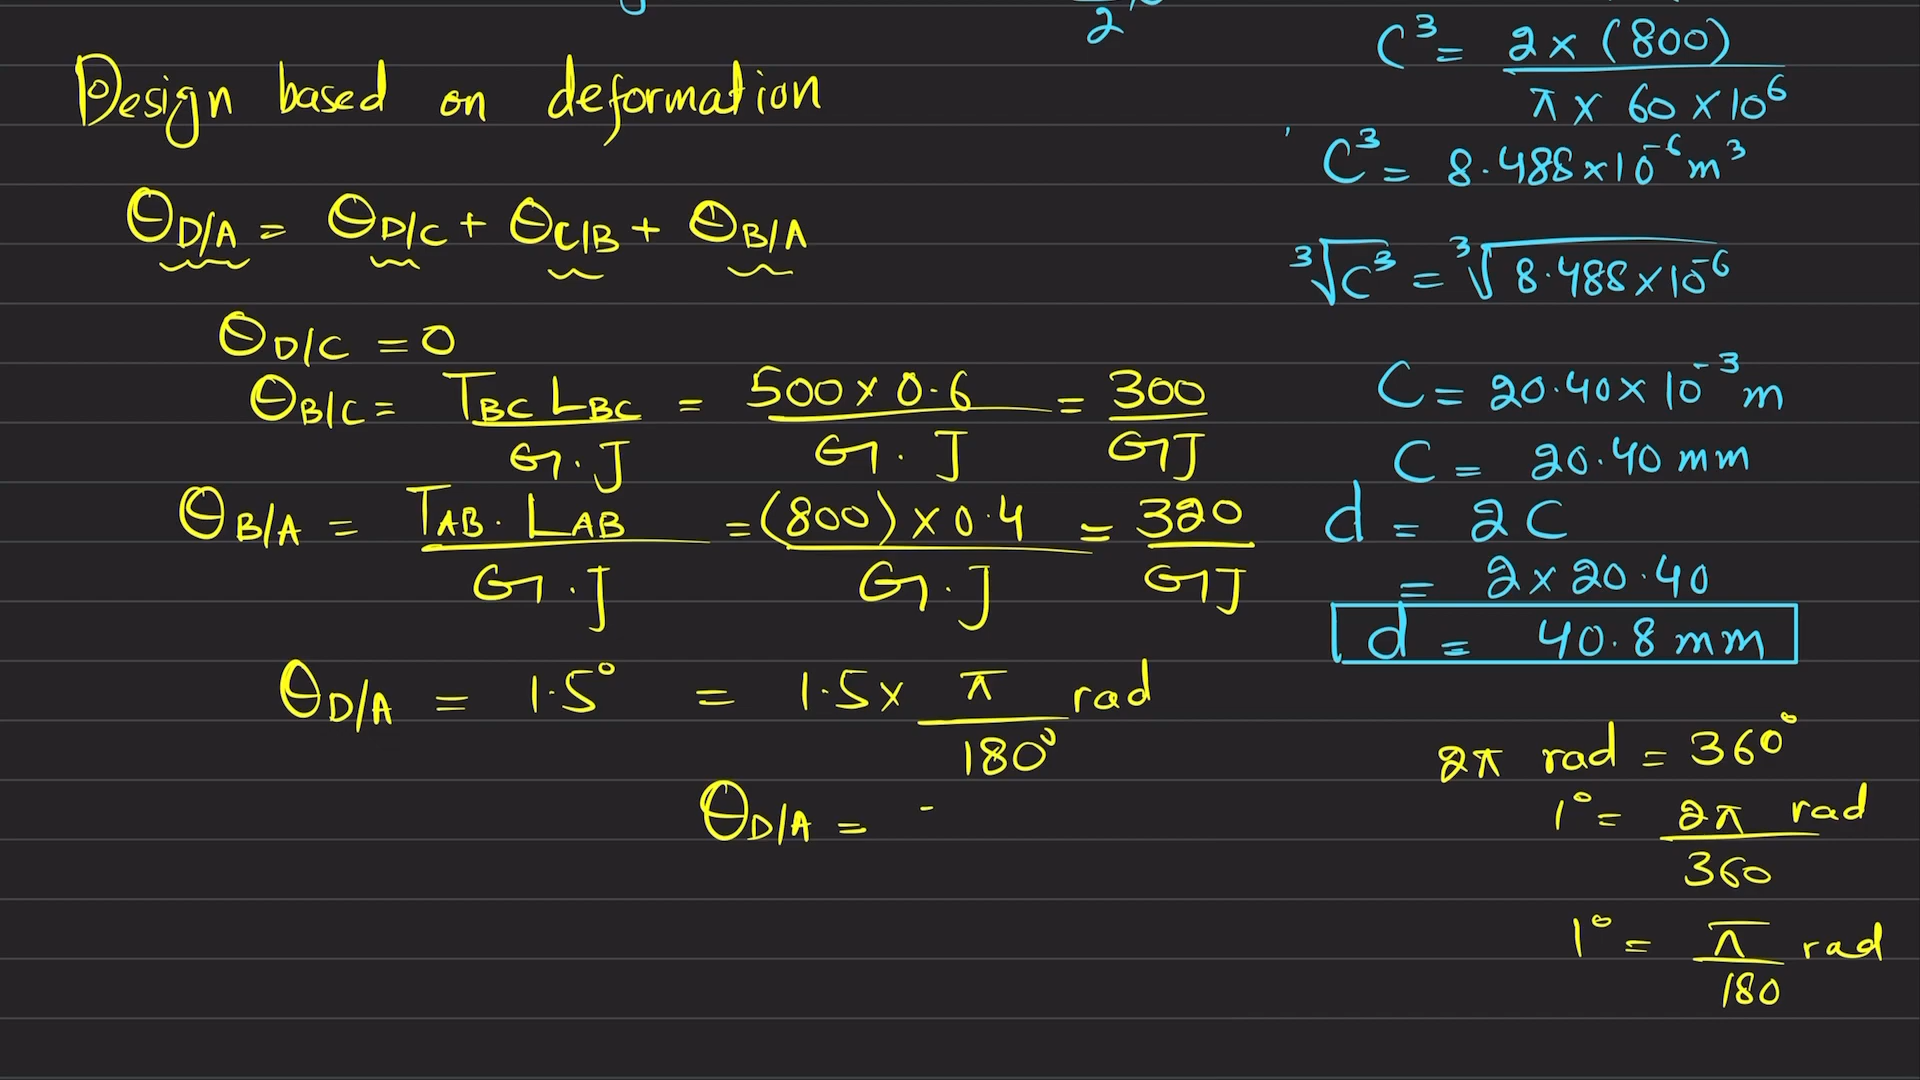 2
Design based on deformation
θD/A = θD/C + θC/B + θB/A
θD/C = 0
θB/C = TBC LBC / G.J = 500 x 0.6 / G.J = 300 / GJ
θB/A = TAB. LAB / G.J = (800) x 0.4 / G.J = 320 / GJ
θD/A = 1.5° = 1.5 x π / 180° rad
θD/A = -
C³ = 2 x (800) / π x 60 x 10⁶
C³ = 8.488 x 10⁻⁶ m³
³√C³ = ³√8.488 x 10⁻⁶
C = 20.40 x 10⁻³ m
C = 20.40 mm
d = 2C
= 2 x 20.40
d = 40.8 mm
2π rad = 360°
1° = 2π / 360 rad
1° = π / 180 rad